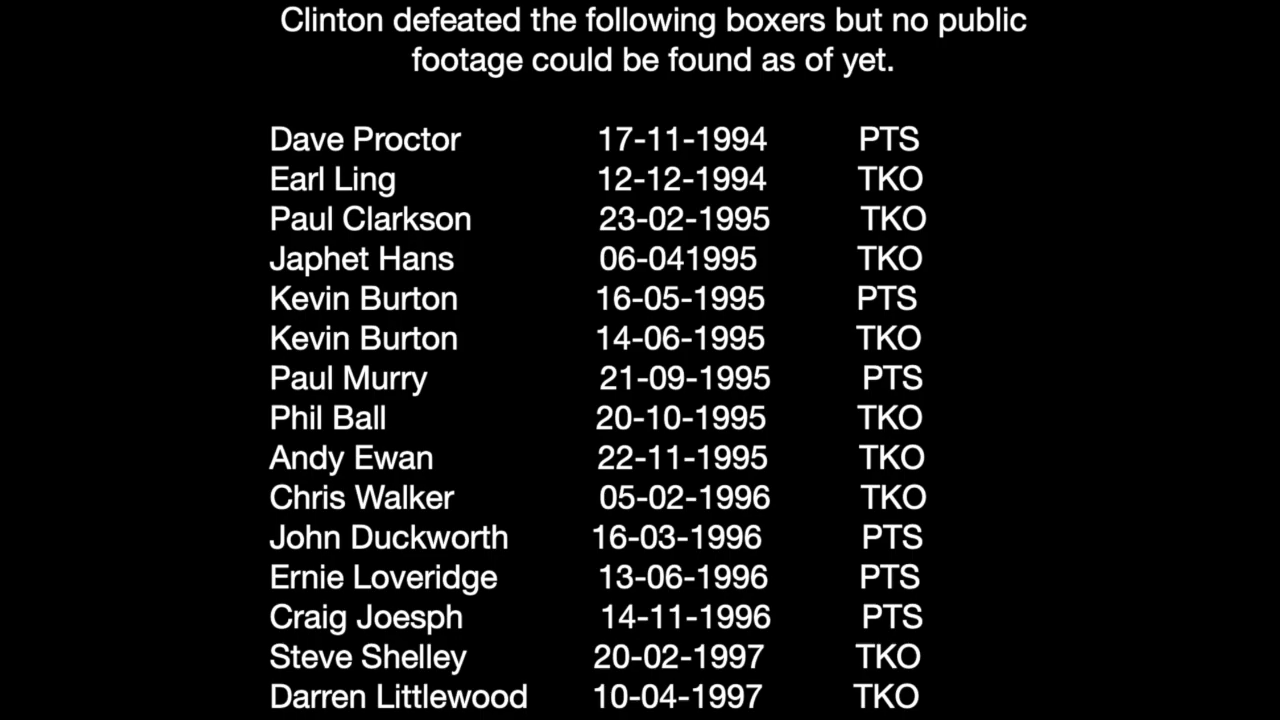 Clinton defeated the following boxers but no public
footage could be found as of yet.
Dave Proctor 17-11-1994 PTS
Earl Ling 12-12-1994 TKO
Paul Clarkson 23-02-1995 TKO
Japhet Hans 06-041995 TKO
Kevin Burton 16-05-1995 PTS
Kevin Burton 14-06-1995 TKO
Paul Murry 21-09-1995 PTS
Phil Ball 20-10-1995 TKO
Andy Ewan 22-11-1995 TKO
Chris Walker 05-02-1996 TKO
John Duckworth 16-03-1996 PTS
Ernie Loveridge 13-06-1996 PTS
Craig Joesph 14-11-1996 PTS
Steve Shelley 20-02-1997 TKO
Darren Littlewood 10-04-1997 TKO